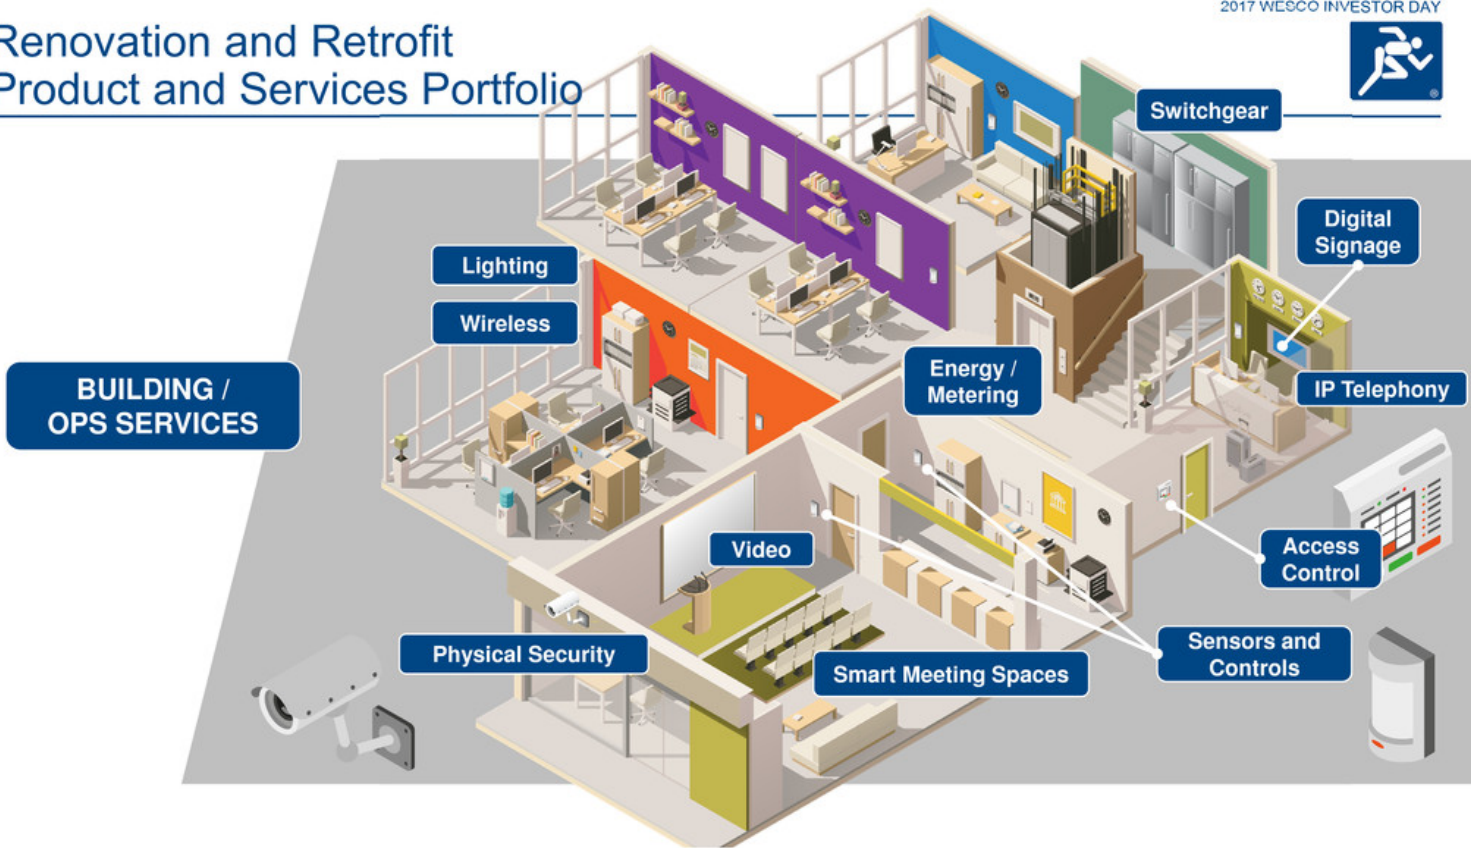 2017 WESCO INVESTOR DAY
Renovation and Retrofit
Product and Services Portfolio
®
Switchgear
Digital
Signage
Lighting
Wireless
Energy /
Metering
BUILDING /
OPS SERVICES
IP Telephony
Video
Access
Control
Physical Security
Smart Meeting Spaces
Sensors and
Controls